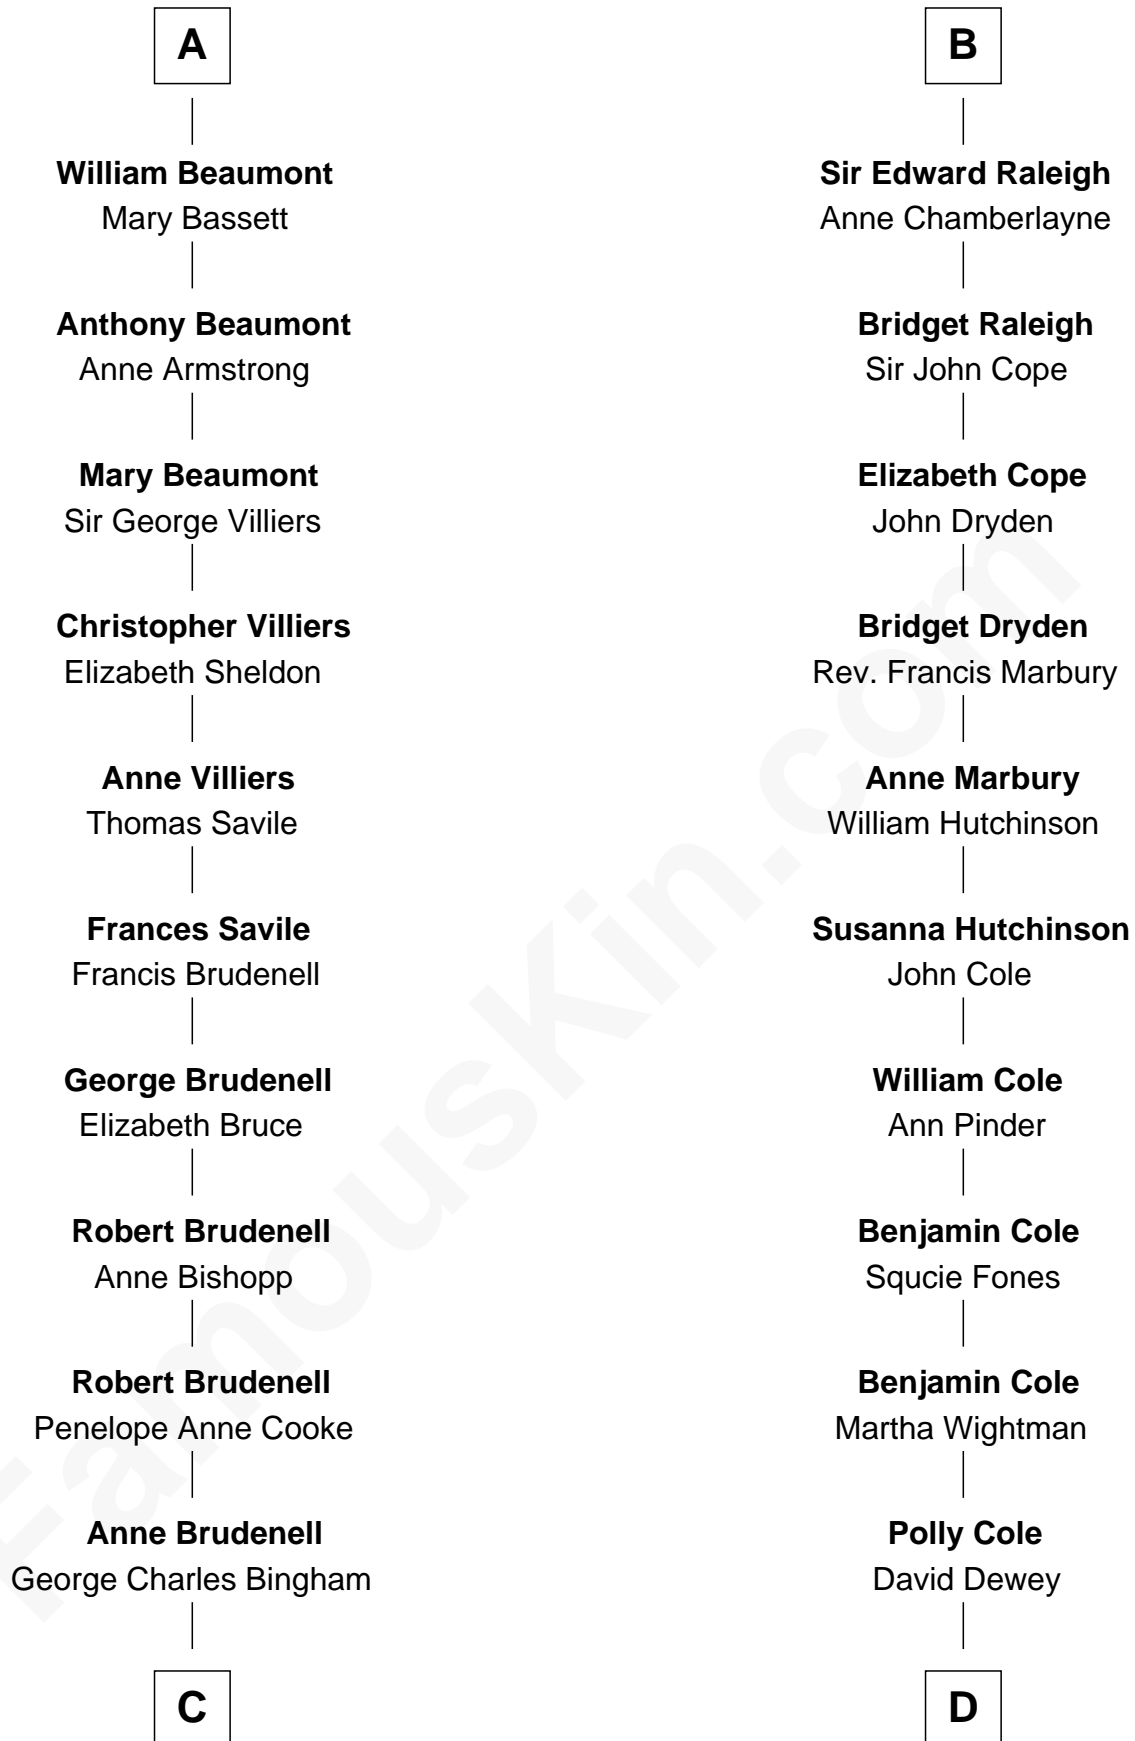 A
William Beaumont
Mary Bassett
Anthony Beaumont
Anne Armstrong
Mary Beaumont
Sir George Villiers
Christopher Villiers
Elizabeth Sheldon
Anne Villiers
Thomas Savile
Frances Savile
Francis Brudenell
George Brudenell
Elizabeth Bruce
Robert Brudenell
Anne Bishopp
Robert Brudenell
Penelope Anne Cooke
Anne Brudenell
George Charles Bingham
C
B
Sir Edward Raleigh
Anne Chamberlayne
Bridget Raleigh
Sir John Cope
Elizabeth Cope
John Dryden
Bridget Dryden
Rev. Francis Marbury
Anne Marbury
William Hutchinson
Susanna Hutchinson
John Cole
William Cole
Ann Pinder
Benjamin Cole
Squcie Fones
Benjamin Cole
Martha Wightman
Polly Cole
David Dewey
D
FamousKin.com